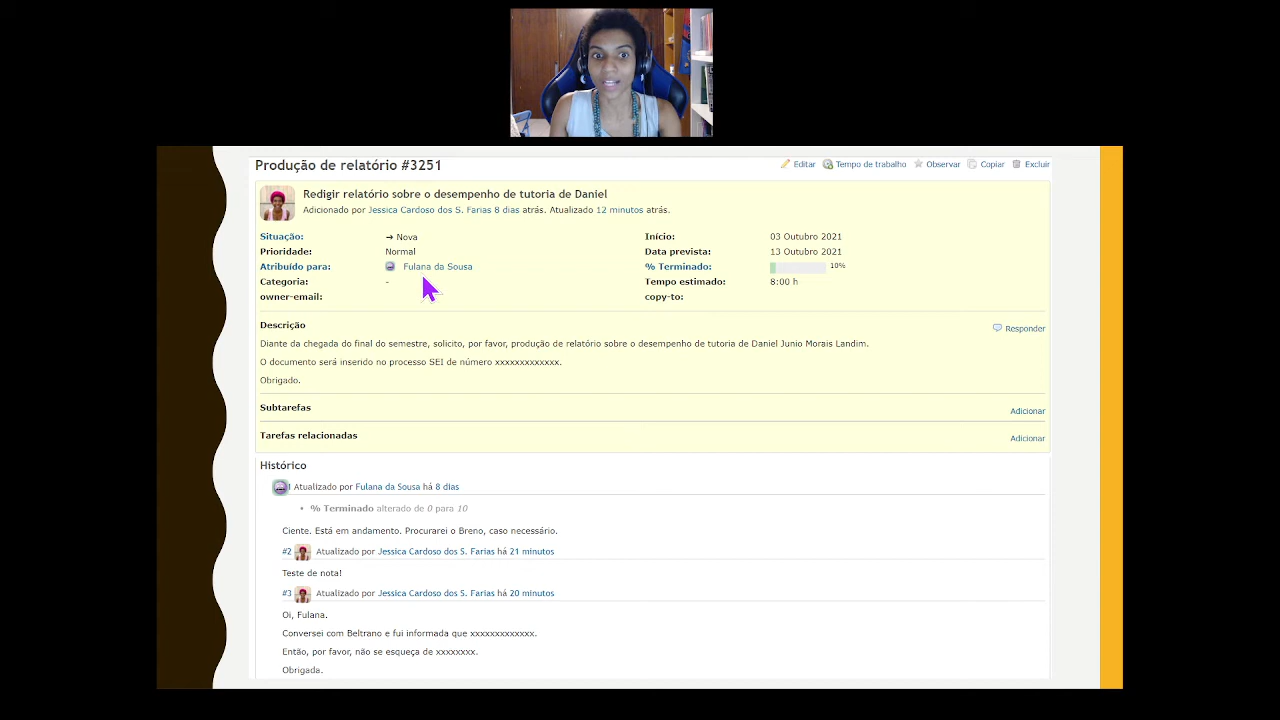 Produção de relatório #3251
Editar Tempo de trabalho Observar Copiar Excluir
Redigir relatório sobre o desempenho de tutoria de Daniel
Adicionado por Jessica Cardoso dos S. Farias 8 dias atrás. Atualizado 12 minutos atrás.
Situação: → Nova Início: 03 Outubro 2021
Prioridade: Normal Data prevista: 13 Outubro 2021
Atribuído para: Fulana da Sousa % Terminado: 10%
Categoria: - Tempo estimado: 8:00 h
owner-email: copy-to:
Descrição
Responder
Diante da chegada do final do semestre, solicito, por favor, produção de relatório sobre o desempenho de tutoria de Daniel Junio Morais Landim.
O documento será inserido no processo SEI de número xxxxxxxxxxxxx.
Obrigado.
Subtarefas
Adicionar
Tarefas relacionadas
Adicionar
Histórico
Atualizado por Fulana da Sousa há 8 dias
• % Terminado alterado de 0 para 10
Ciente. Está em andamento. Procurarei o Breno, caso necessário.
#2 Atualizado por Jessica Cardoso dos S. Farias há 21 minutos
Teste de nota!
#3 Atualizado por Jessica Cardoso dos S. Farias há 20 minutos
Oi, Fulana.
Conversei com Beltrano e fui informada que xxxxxxxxxxxxx.
Então, por favor, não se esqueça de xxxxxxxx.
Obrigada.